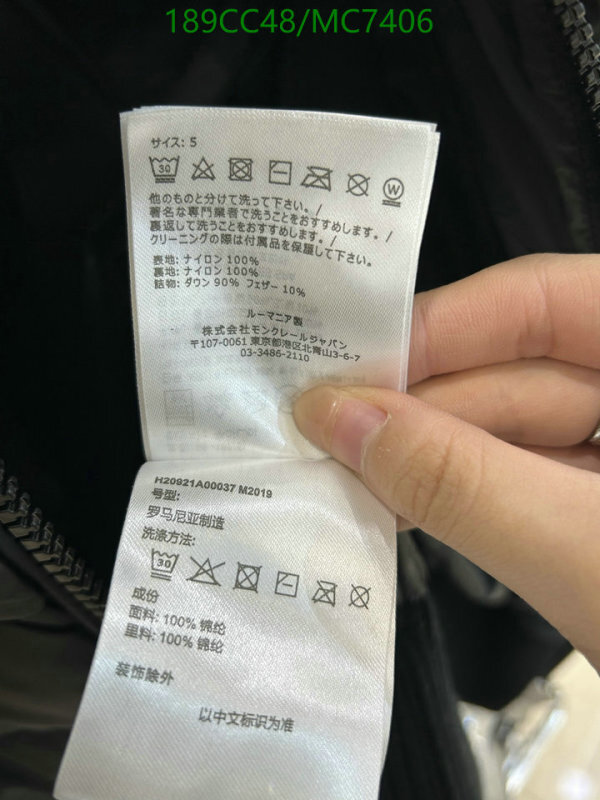 189CC48/MC7406
サイズ: 5
30
W
他のものと分けて洗って下さい。/
著名な専門業者で洗うことをおすすめします。/
裏返して洗うことをおすすめします。/
クリーニングの際は付属品を保護して下さい。
表地: ナイロン 100%
裏地: ナイロン 100%
詰物: ダウン 90% フェザー 10%
ルーマニア製
株式会社モンクレールジャパン
〒107-0061 東京都港区北青山3-6-7
03-3486-2110
H20921A00037 M2019
号型:
罗马尼亚制造
洗涤方法:
30
成份
面料: 100% 锦纶
里料: 100% 锦纶
装饰除外
以中文标识为准